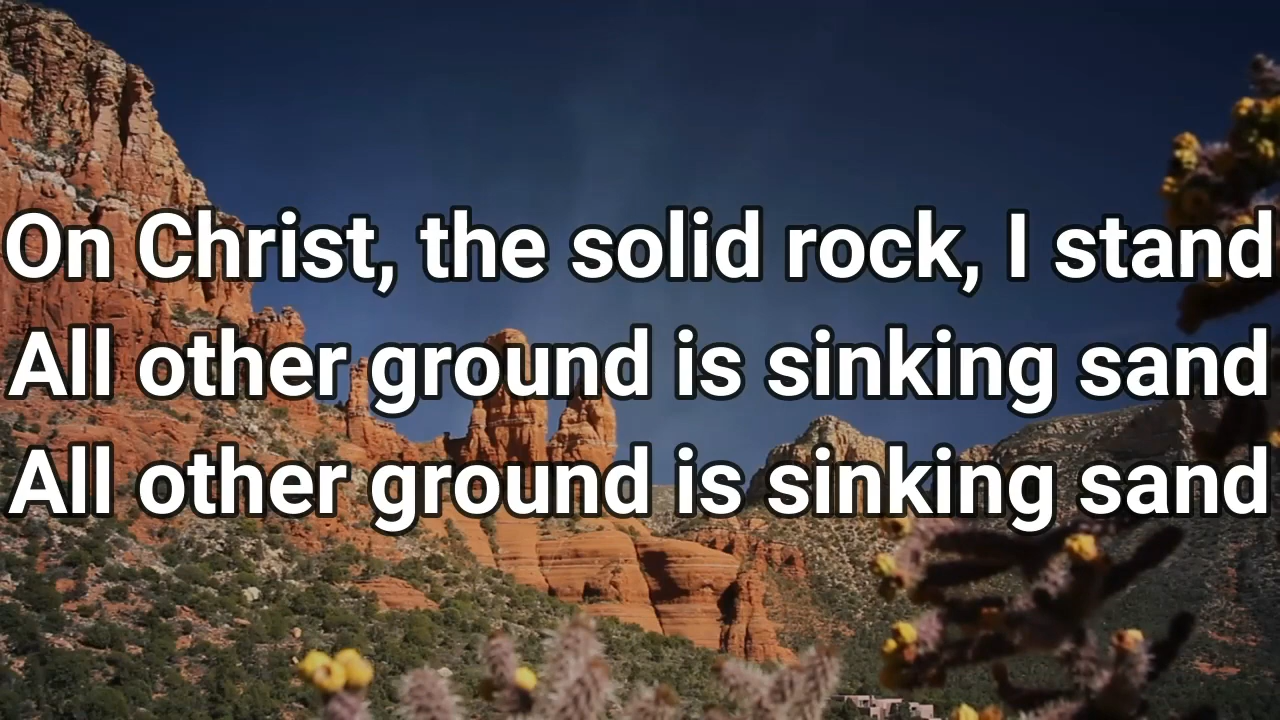 On Christ, the solid rock, I stand
All other ground is sinking sand
All other ground is sinking sand